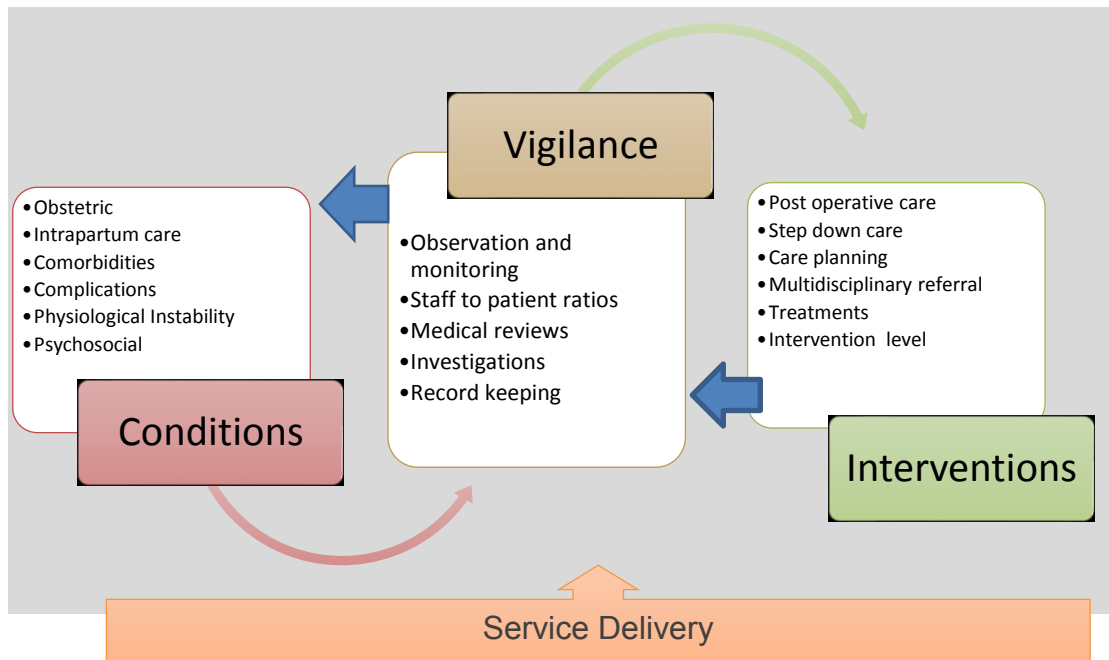 Vigilance
•Obstetric
•Intrapartum care
•Comorbidities
•Complications
•Physiological Instability
•Psychosocial
Conditions
•Observation and
monitoring
•Staff to patient ratios
•Medical reviews
•Investigations
•Record keeping
•Post operative care
•Step down care
•Care planning
•Multidisciplinary referral
•Treatments
•Intervention level
Interventions
Service Delivery